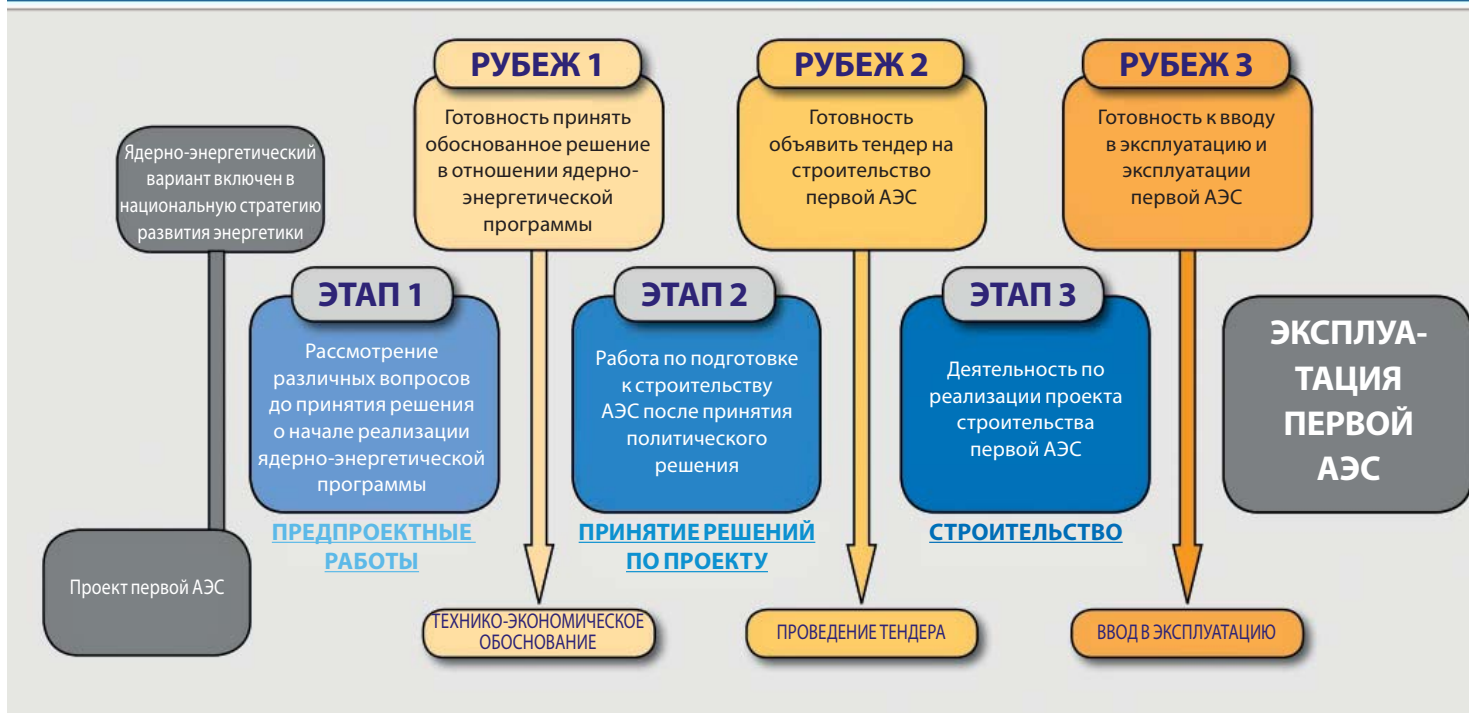 РУБЕЖ 1
Готовность принять
обоснованное решение
в отношении ядерно-
энергетической
программы
РУБЕЖ 2
Готовность
объявить тендер на
строительство
первой АЭС
РУБЕЖ 3
Готовность к вводу
в эксплуатацию и
эксплуатации
первой АЭС
Ядерно-энергетический
вариант включен в
национальную стратегию
развития энергетики
ЭТАП 1
Рассмотрение
различных вопросов
до принятия решения
о начале реализации
ядерно-энергетической
программы
ПРЕДПРОЕКТНЫЕ
РАБОТЫ
ЭТАП 2
Работа по подготовке
к строительству
АЭС после принятия
политического
решения
ПРИНЯТИЕ РЕШЕНИЙ
ПО ПРОЕКТУ
ЭТАП 3
Деятельность по
реализации проекта
строительства
первой АЭС
СТРОИТЕЛЬСТВО
ЭКСПЛУА-
ТАЦИЯ
ПЕРВОЙ
АЭС
Проект первой АЭС
ТЕХНИКО-ЭКОНОМИЧЕСКОЕ
ОБОСНОВАНИЕ
ПРОВЕДЕНИЕ ТЕНДЕРА
ВВОД В ЭКСПЛУАТАЦИЮ